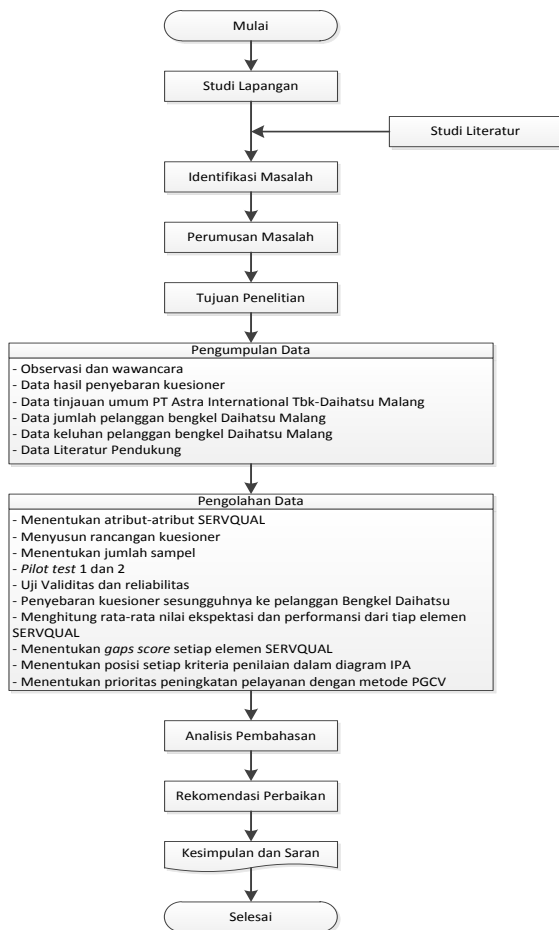 Mulai
Studi Lapangan
Studi Literatur
Identifikasi Masalah
Perumusan Masalah
Tujuan Penelitian
Pengumpulan Data
- Observasi dan wawancara
- Data hasil penyebaran kuesioner
- Data tinjauan umum PT Astra International Tbk-Daihatsu Malang
- Data jumlah pelanggan bengkel Daihatsu Malang
- Data keluhan pelanggan bengkel Daihatsu Malang
- Data Literatur Pendukung
Pengolahan Data
- Menentukan atribut-atribut SERVQUAL
- Menyusun rancangan kuesioner
- Menentukan jumlah sampel
- Pilot test 1 dan 2
- Uji Validitas dan reliabilitas
- Penyebaran kuesioner sesungguhnya ke pelanggan Bengkel Daihatsu
- Menghitung rata-rata nilai ekspektasi dan performansi dari tiap elemen
SERVQUAL
- Menentukan gaps score setiap elemen SERVQUAL
- Menentukan posisi setiap kriteria penilaian dalam diagram IPA
- Menentukan prioritas peningkatan pelayanan dengan metode PGCV
Analisis Pembahasan
Rekomendasi Perbaikan
Kesimpulan dan Saran
Selesai